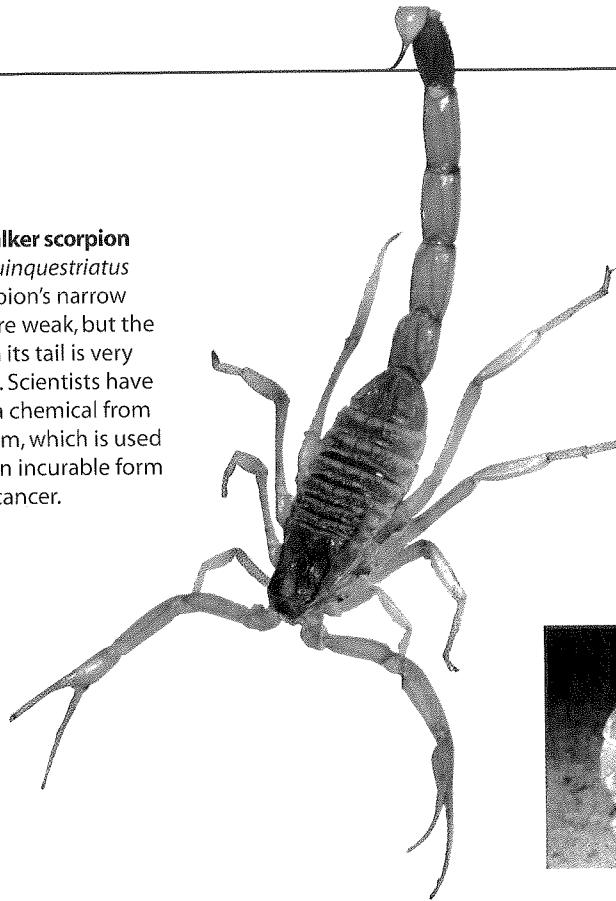 lker scorpion
uinquestriatus
pion's narrow
re weak, but the
its tail is very
. Scientists have
a chemical from
m, which is used
n incurable form
cancer.